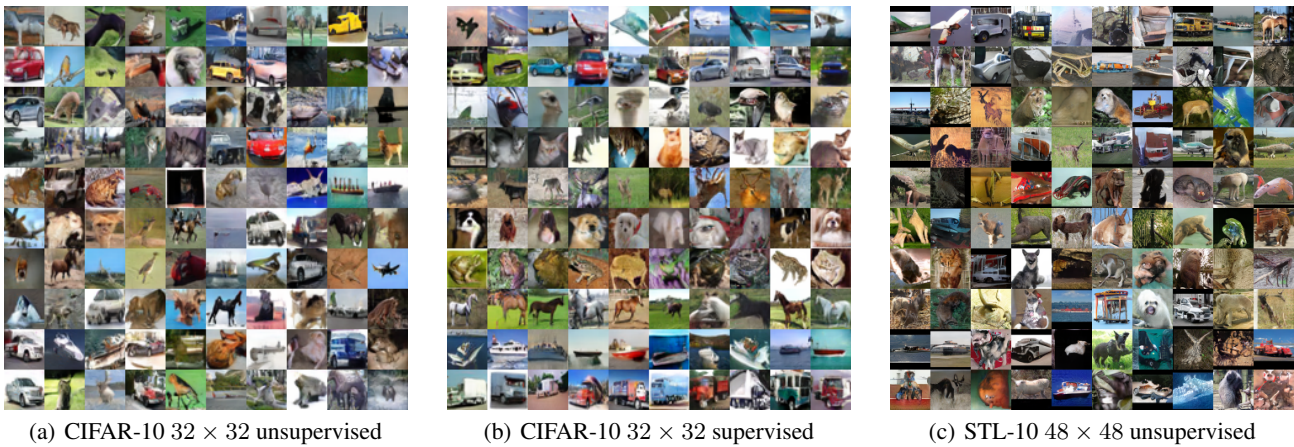 (a) CIFAR-10 32 × 32 unsupervised
(b) CIFAR-10 32 × 32 supervised
(c) STL-10 48 × 48 unsupervised